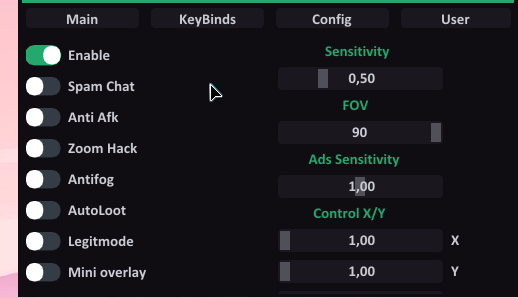 Main KeyBinds Config User
Enable
Spam Chat
Anti Afk
Zoom Hack
Antifog
AutoLoot
Legitmode
Mini overlay
Sensitivity
0,50
FOV
90
Ads Sensitivity
1,00
Control X/Y
1,00 X
1,00 Y